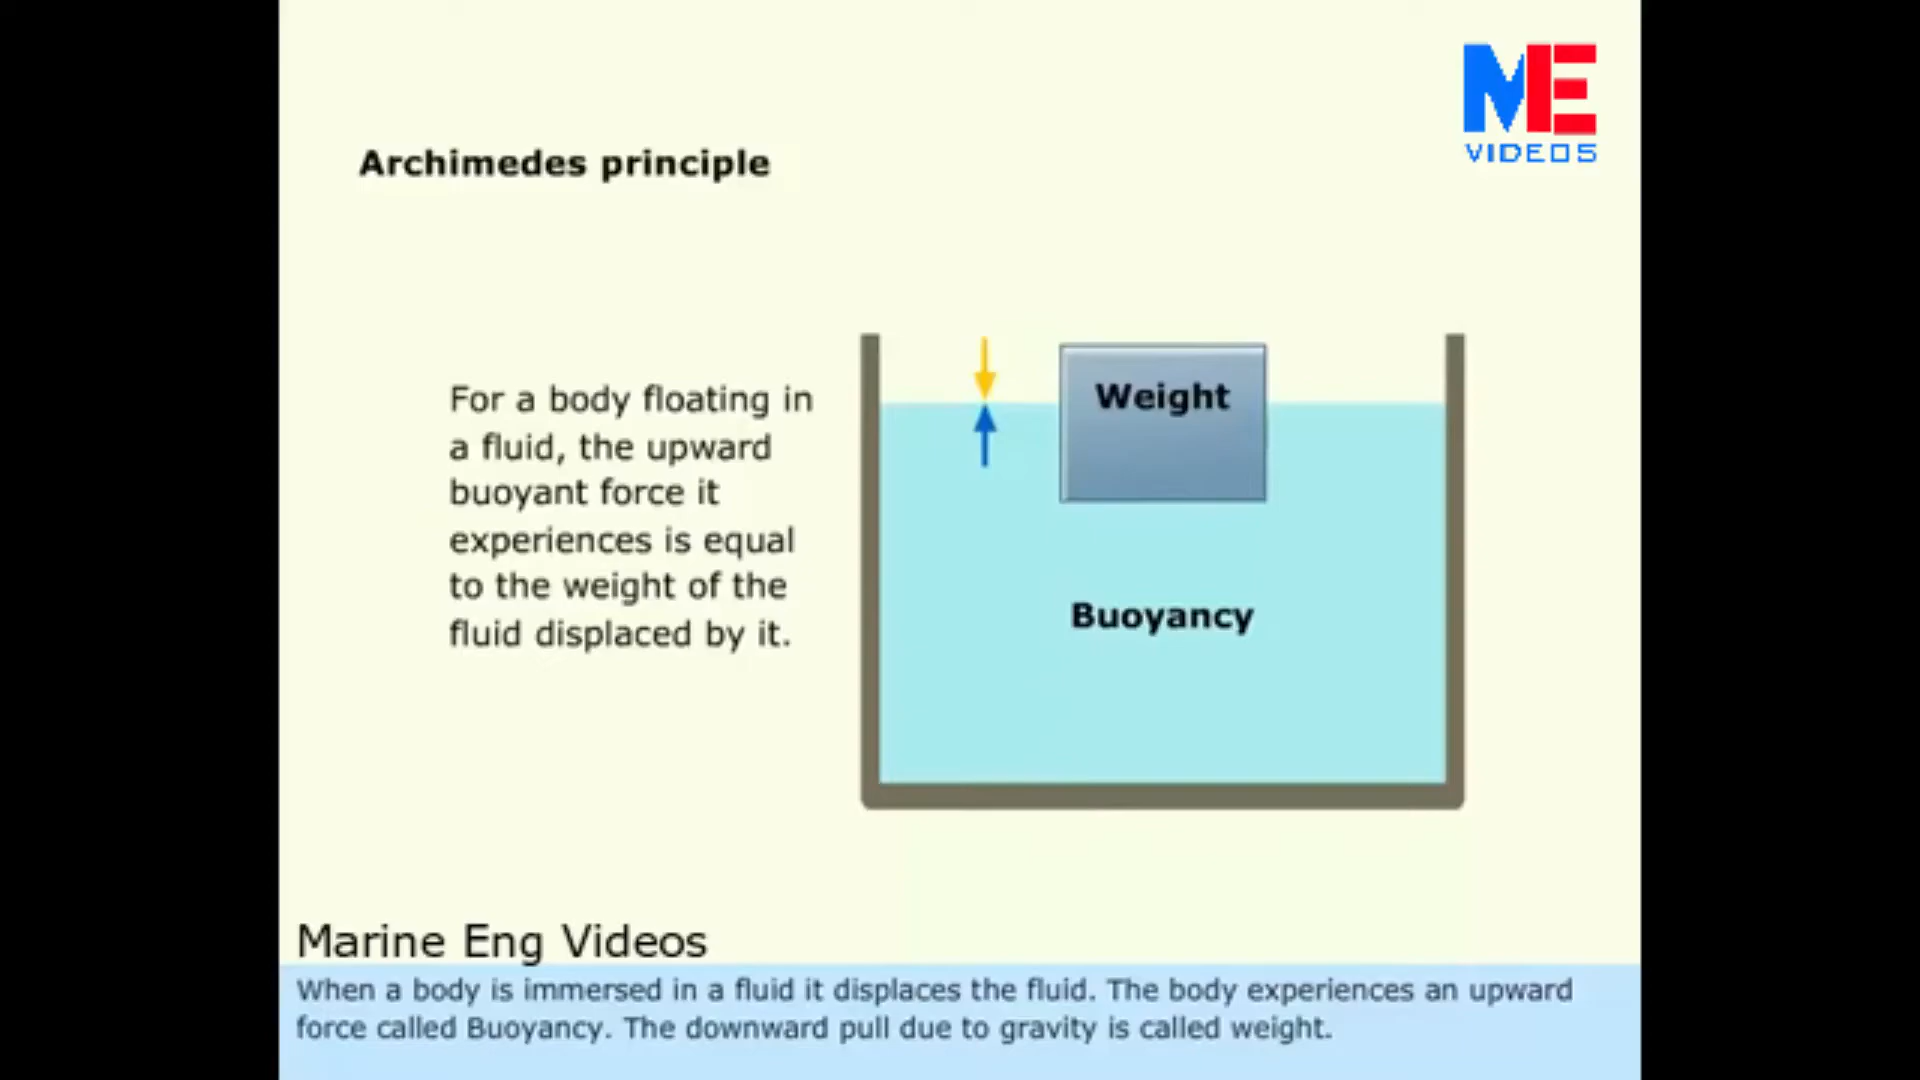 ME
VIDEOS
Archimedes principle
For a body floating in
a fluid, the upward
buoyant force it
experiences is equal
to the weight of the
fluid displaced by it.
Weight
Buoyancy
Marine Eng Videos
When a body is immersed in a fluid it displaces the fluid. The body experiences an upward
force called Buoyancy. The downward pull due to gravity is called weight.